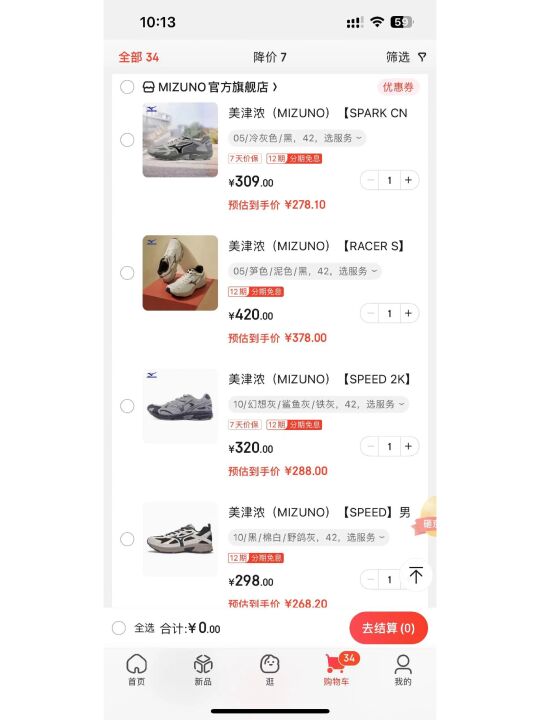 10:13
59
全部 34
降价 7
筛选
MIZUNO官方旗舰店
优惠券
美津浓（MIZUNO）【SPARK CN
05/冷灰色/黑，42，选服务
7天价保 12期 分期免息
¥309.00
1
预估到手价 ¥278.10
美津浓（MIZUNO）【RACER S】
05/笋色/泥色/黑，42，选服务
12期 分期免息
¥420.00
1
预估到手价 ¥378.00
美津浓（MIZUNO）【SPEED 2K】
10/幻想灰/鲨鱼灰/铁灰，42，选服务
7天价保 12期 分期免息
¥320.00
1
预估到手价 ¥288.00
美津浓（MIZUNO）【SPEED】男
10/黑/棉白/野鸽灰，42，选服务
12期 分期免息
¥298.00
1
预估到手价 ¥268.20
全选 合计:¥0.00
去结算(0)
34
首页
新品
逛
购物车
我的